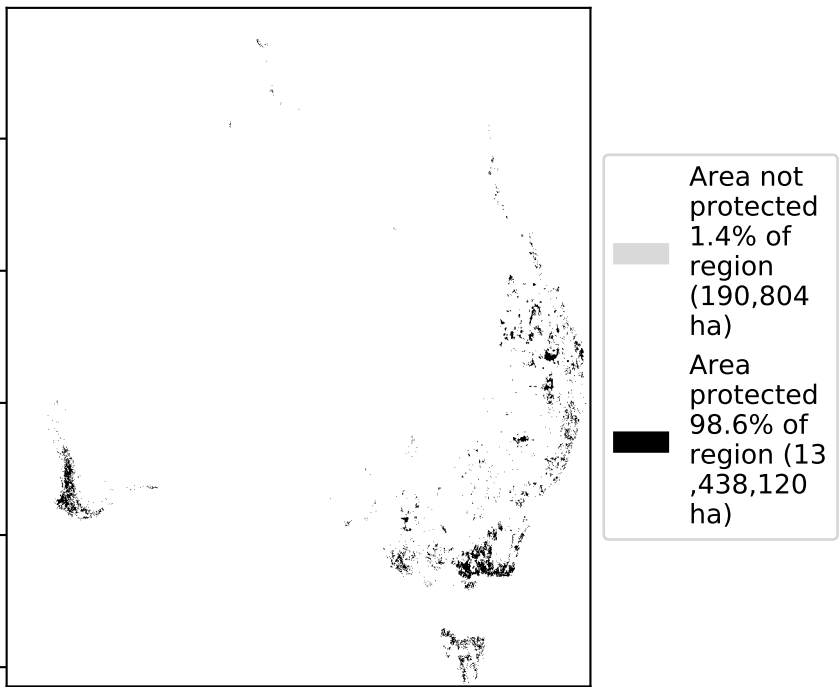 Area not
protected
1.4% of
region
(190,804
ha)
Area
protected
98.6% of
region (13
,438,120
ha)